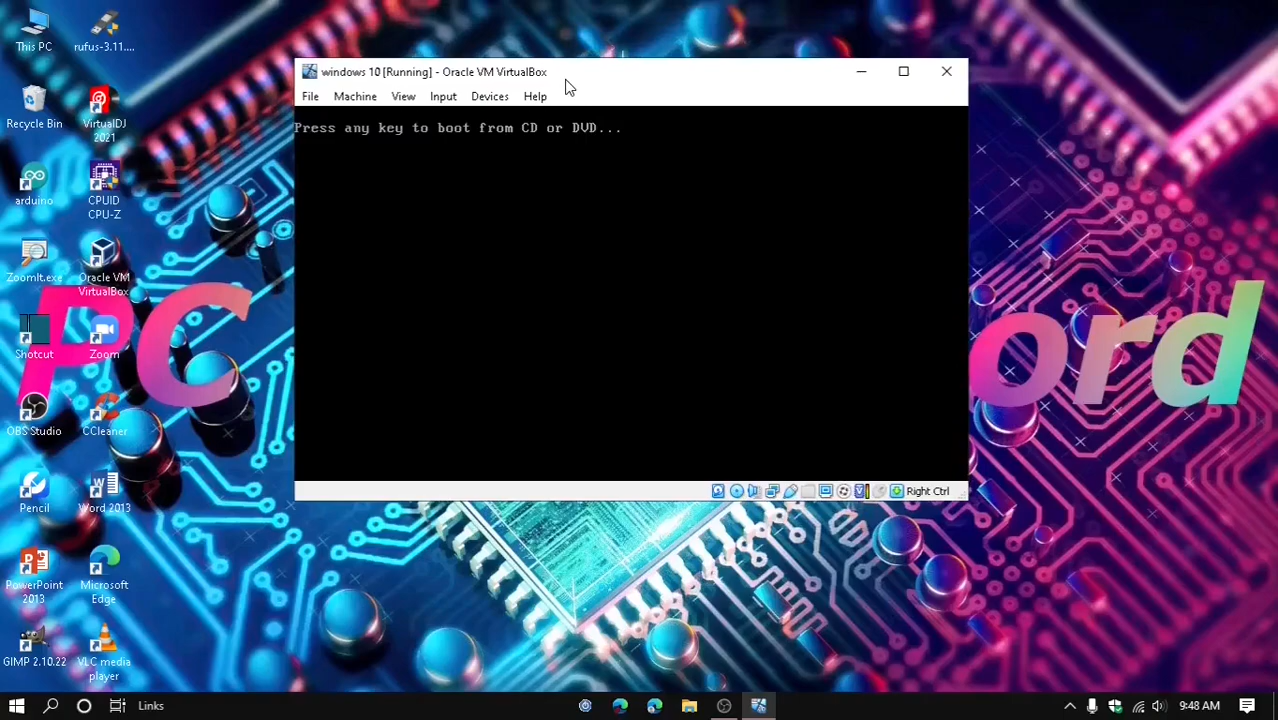 This PC
rufus-3.11....
Recycle Bin
VirtualDJ
2021
arduino
CPUID
CPU-Z
ZoomIt.exe
Oracle VM
VirtualBox
Shotcut
Zoom
OBS Studio
CCleaner
Pencil
Word 2013
PowerPoint
2013
Microsoft
Edge
GIMP 2.10.22
VLC media
player
windows 10 [Running] - Oracle VM VirtualBox
File Machine View Input Devices Help
Press any key to boot from CD or DVD...
Right Ctrl
Pc
ord
Links
9:48 AM